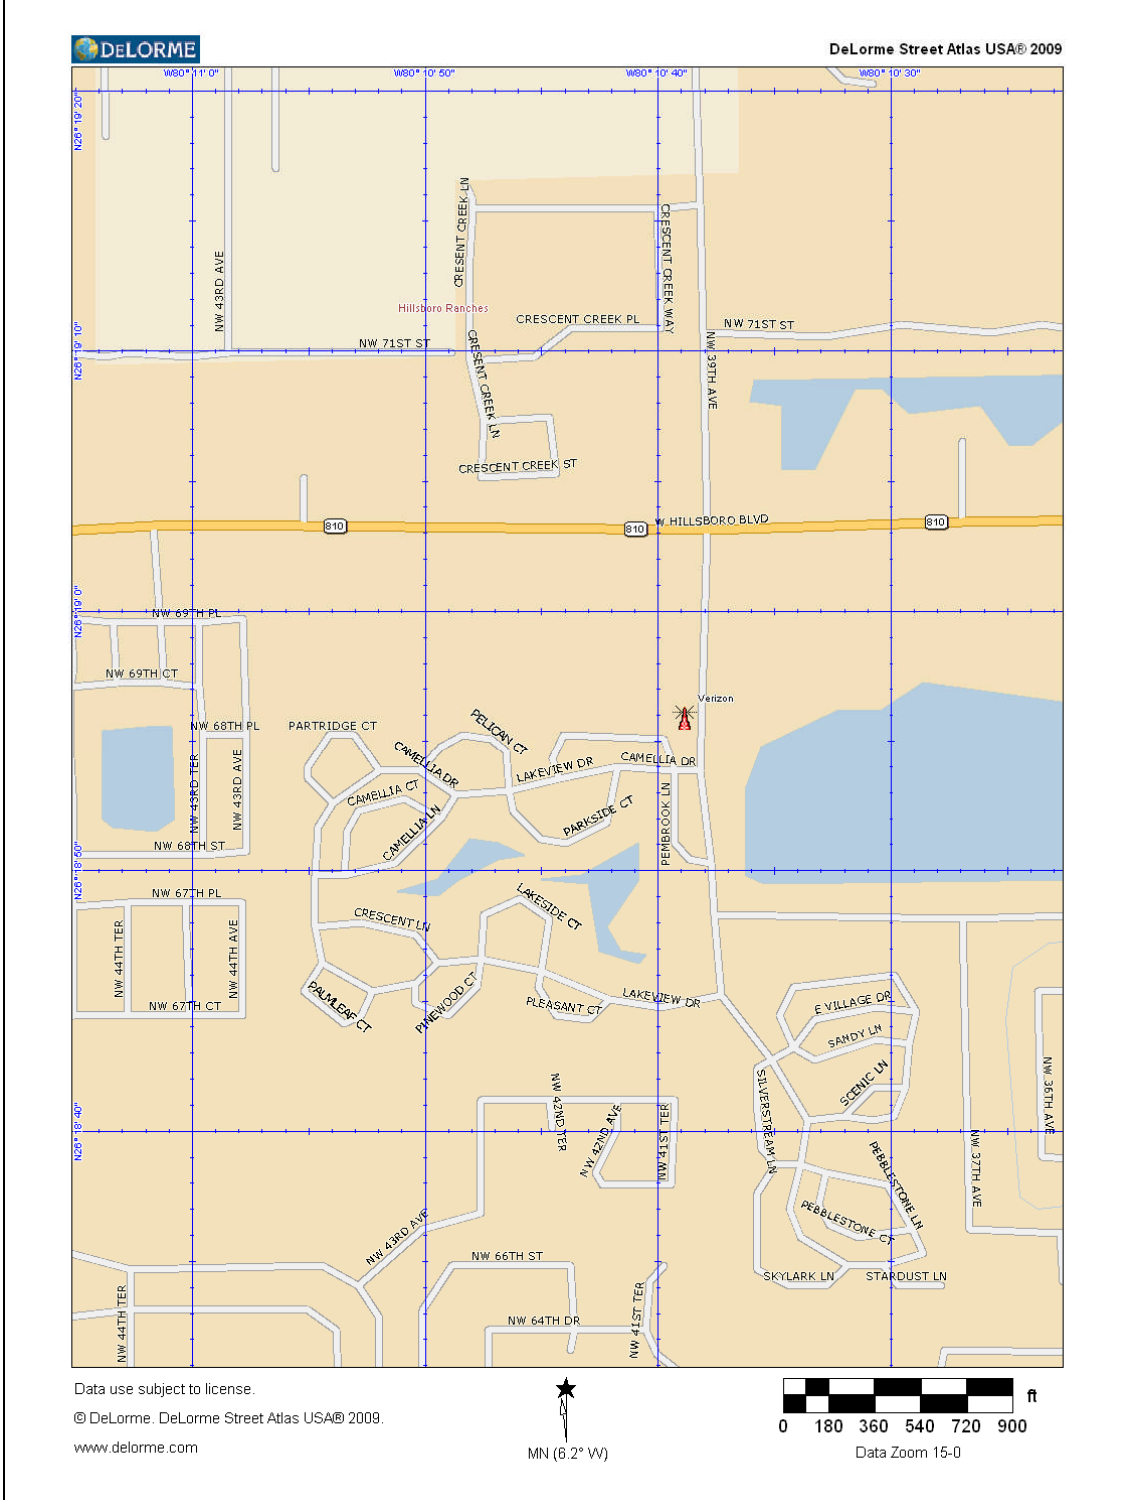 DELORME
DeLorme Street Atlas USA® 2009
W80° 11' 0"
W80° 10' 50"
W80° 10' 40"
W80° 10' 30"
N26° 19' 20"
CRESENT CREEK LN
CRESCENT CREEK WAY
NW 43RD AVE
Hillsboro Ranches
CRESCENT CREEK PL
NW 71ST ST
NW 71ST ST
N26° 19' 10"
NW 39TH AVE
CRESENT CREEK LN
CRESCENT CREEK ST
810
810
W HILLSBORO BLVD
810
N26° 19' 0"
NW 69TH PL
NW 69TH CT
Verizon
NW 68TH PL
PARTRIDGE CT
PELICAN CT
CAMELLIA DR
LAKEVIEW DR
CAMELLIA DR
NW 43RD TER
NW 43RD AVE
CAMELLIA CT
CAMELLIA LN
PARKSIDE CT
PEMBROOK LN
NW 68TH ST
N26° 18' 50"
NW 67TH PL
NW 44TH TER
NW 44TH AVE
CRESCENT LN
LAKESIDE CT
NW 67TH CT
PALMLEAF CT
PINEWOOD CT
PLEASANT CT
LAKEVIEW DR
E VILLAGE DR
SANDY LN
SCENIC LN
SILVERSTREAM LN
NW 36TH AVE
NW 42ND TER
NW 42ND AVE
NW 41ST TER
N26° 18' 40"
NW 37TH AVE
PEBBLESTONE LN
PEBBLESTONE CT
NW 43RD AVE
NW 66TH ST
SKYLARK LN
STARDUST LN
NW 44TH TER
NW 64TH DR
NW 41ST TER
Data use subject to license.
© DeLorme. DeLorme Street Atlas USA® 2009.
www.delorme.com
MN (6.2° W)
ft
0 180 360 540 720 900
Data Zoom 15-0